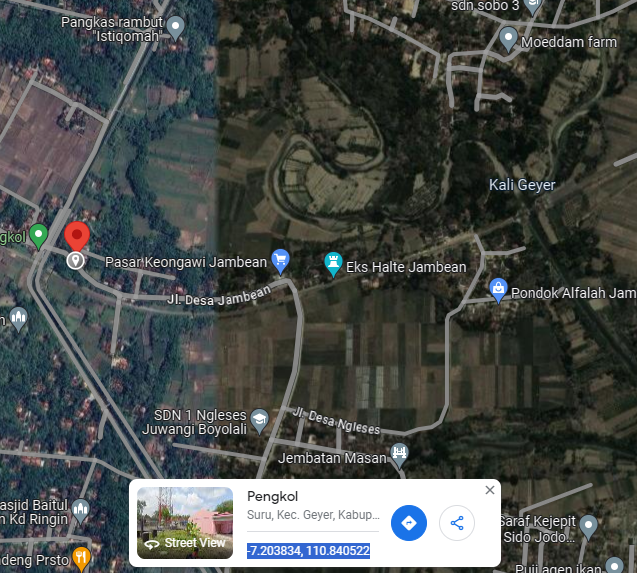 sdn sobo 3
Pangkas rambut
"Istiqomah"
Moeddam farm
Kali Geyer
gkol
Pasar Keongawi Jambean
Eks Halte Jambean
Jl. Desa Jambean
Pondok Alfalah Jam
n
SDN 1 Ngleses
Juwangi Boyolali
Jl. Desa Ngleses
Jembatan Masan
asjid Baitul
n Kd Ringin
Saraf Kejepit
Sido Jodo...
ndeng Prsto
Puji agen ikan
Pengkol
Suru, Kec. Geyer, Kabup...
Street View
-7.203834, 110.840522